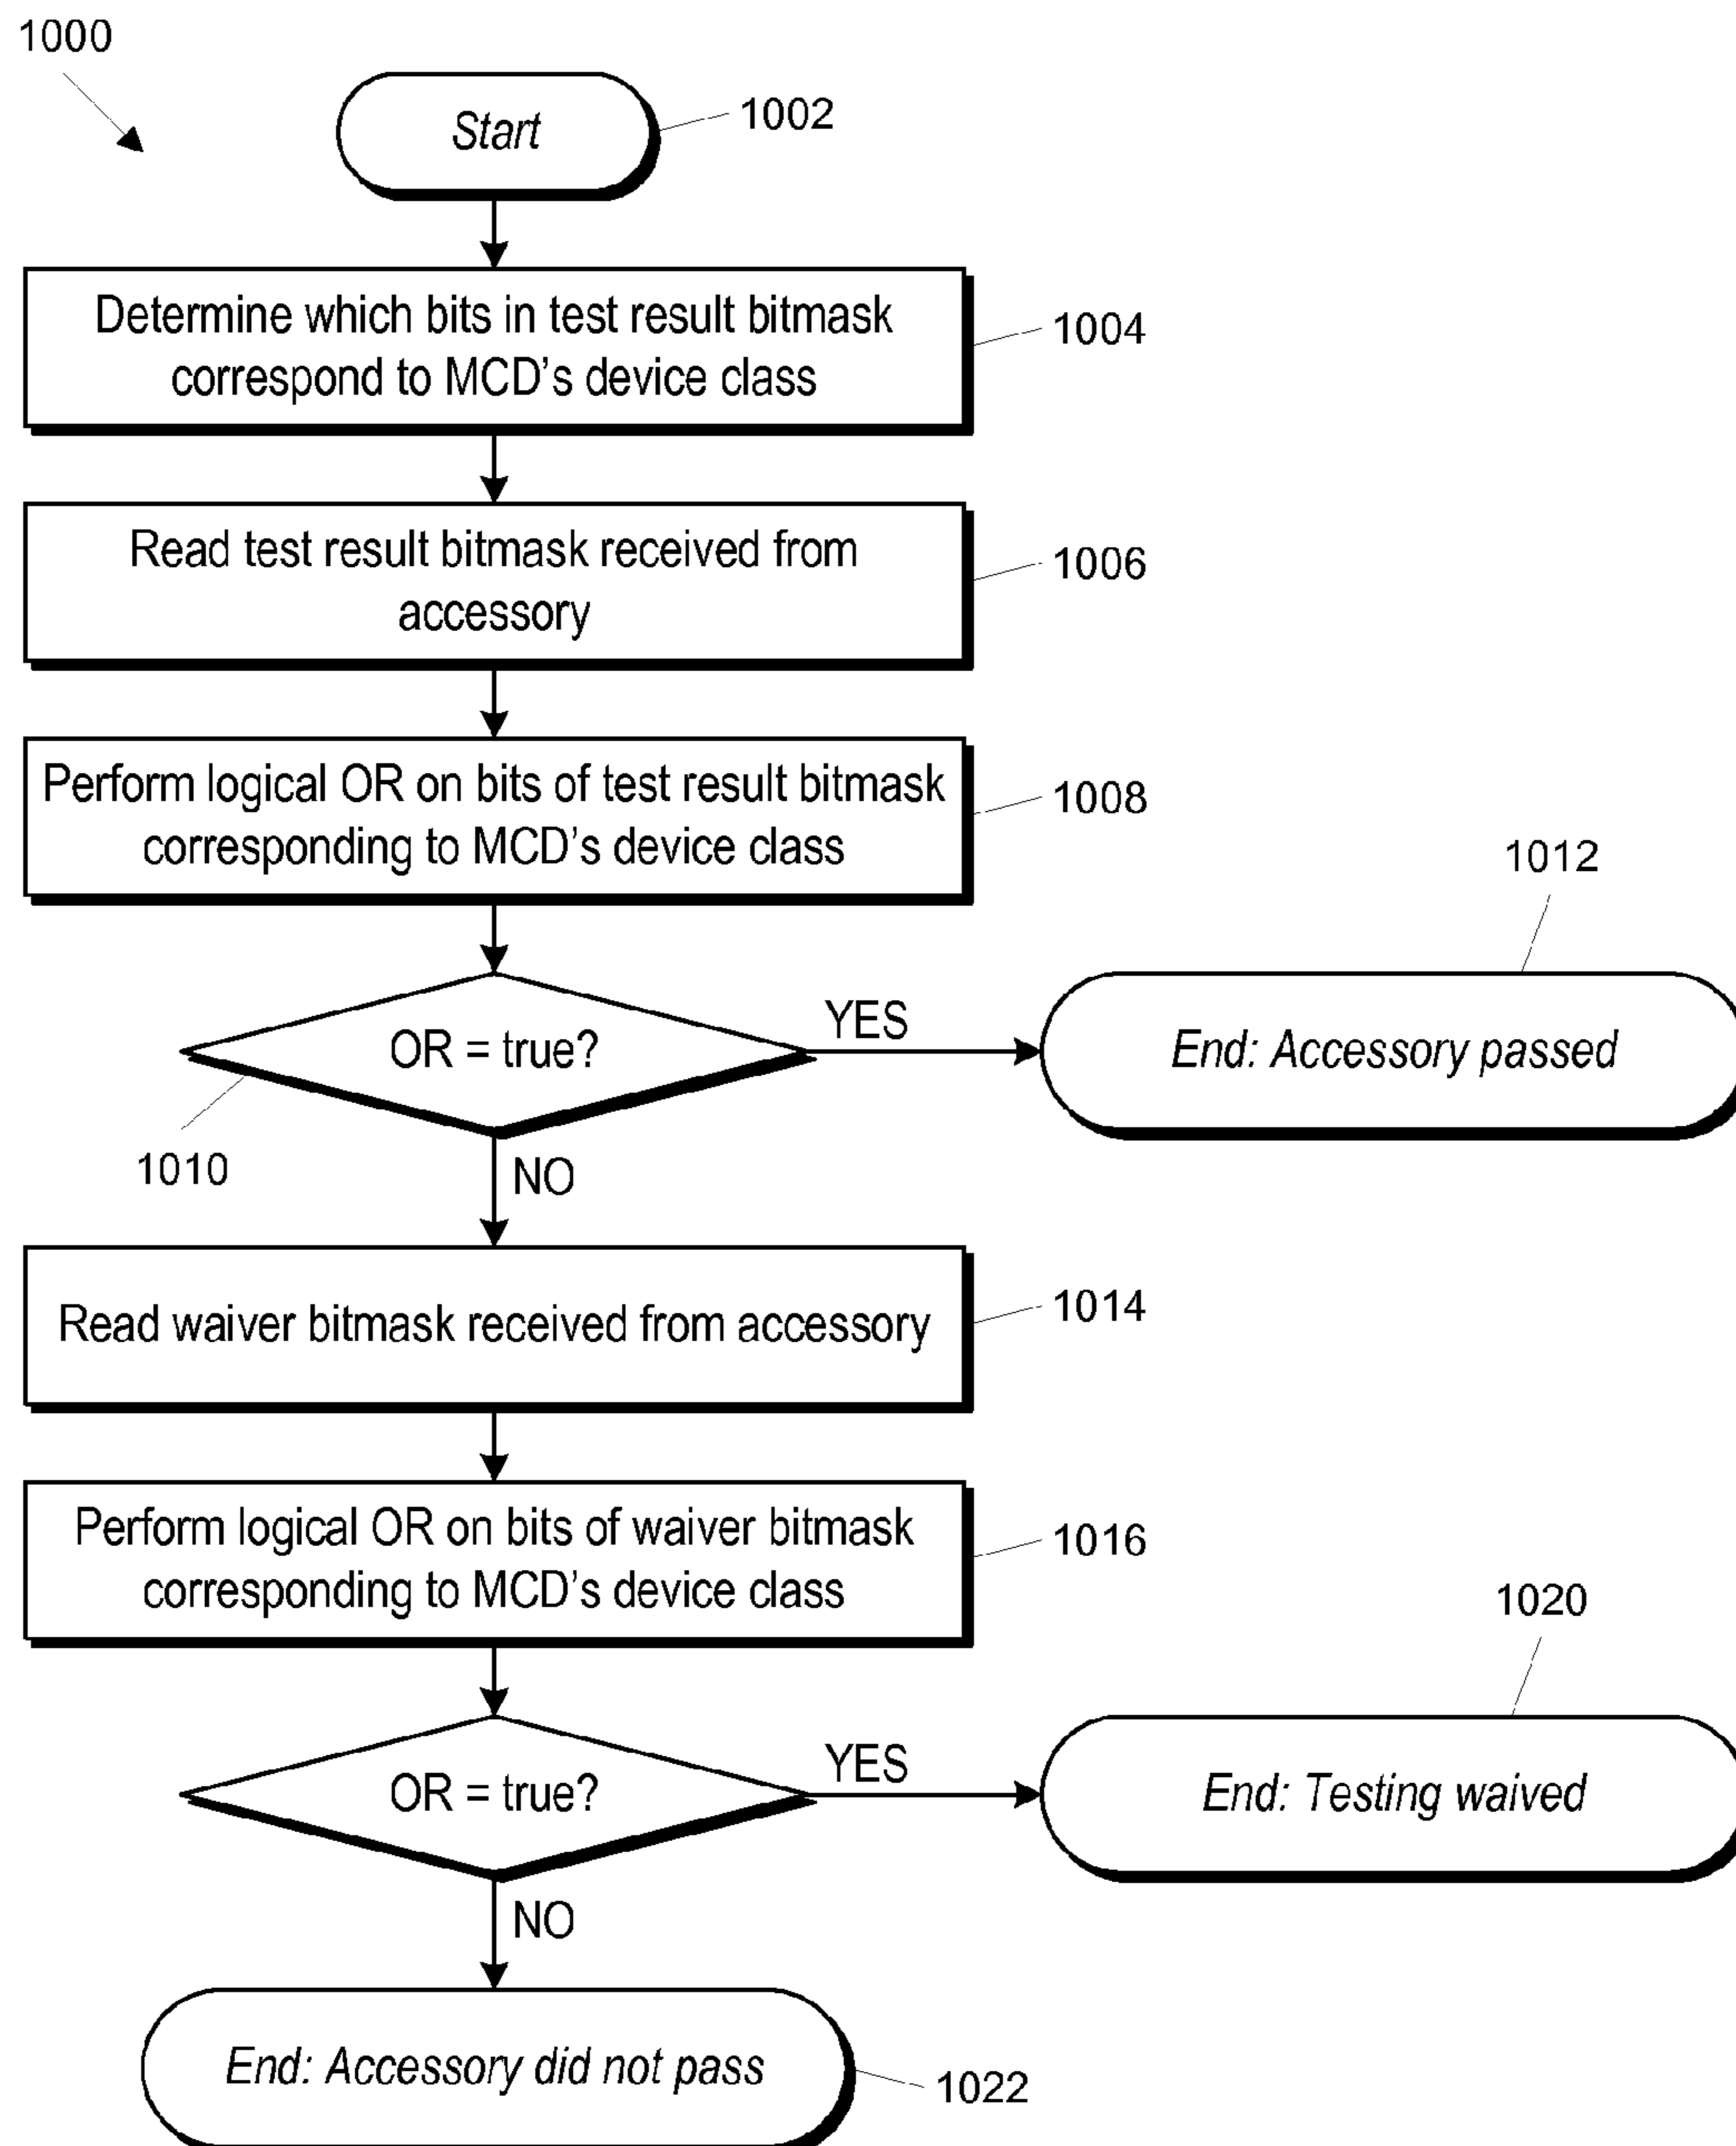 1000
Start
1002
Determine which bits in test result bitmask
correspond to MCD's device class
1004
Read test result bitmask received from
accessory
1006
Perform logical OR on bits of test result bitmask
corresponding to MCD's device class
1008
1012
OR = true?
YES
End: Accessory passed
1010
NO
Read waiver bitmask received from accessory
1014
Perform logical OR on bits of waiver bitmask
corresponding to MCD's device class
1016
1020
OR = true?
YES
End: Testing waived
NO
End: Accessory did not pass
1022